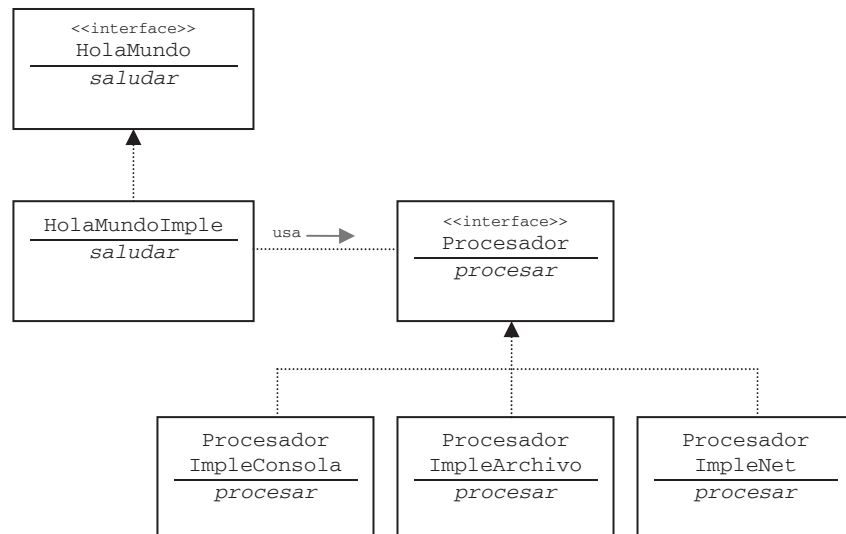 <<interface>>
HolaMundo
saludar
HolaMundoImple
saludar
usa
<<interface>>
Procesador
procesar
Procesador
ImpleConsola
procesar
Procesador
ImpleArchivo
procesar
Procesador
ImpleNet
procesar